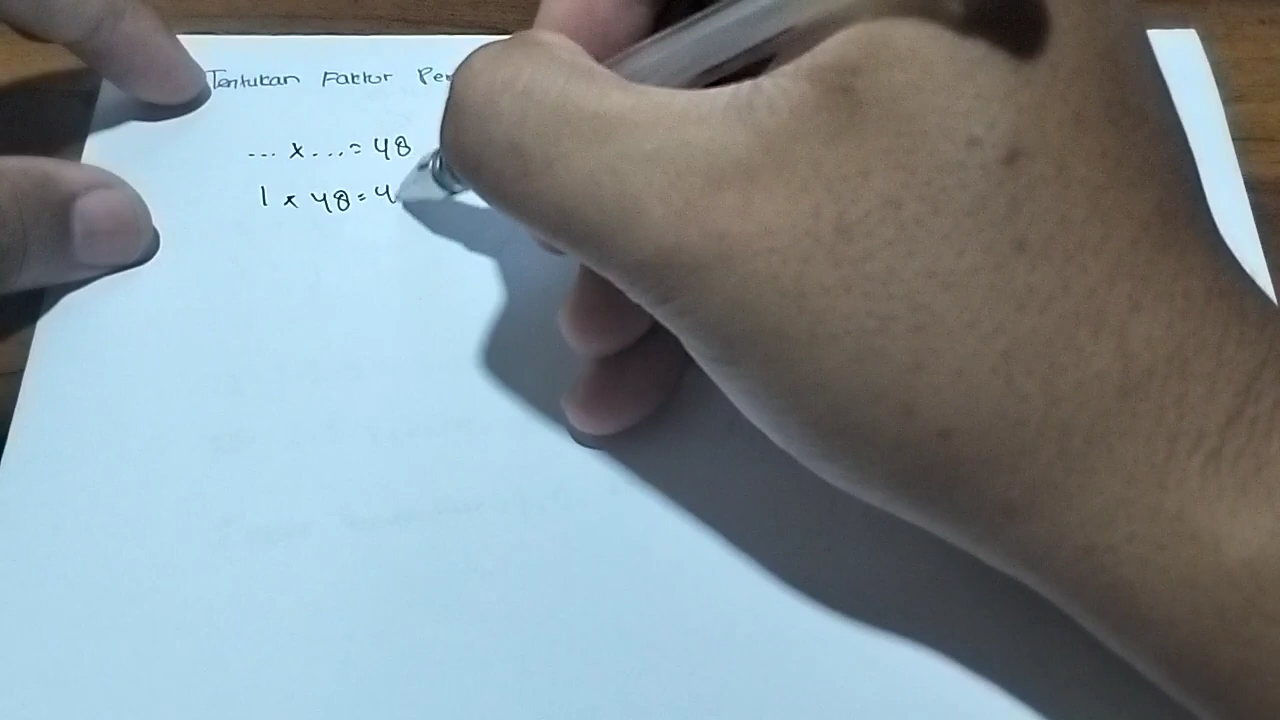 Tentukan Faktor
... x ... = 48
1 x 48 = 4